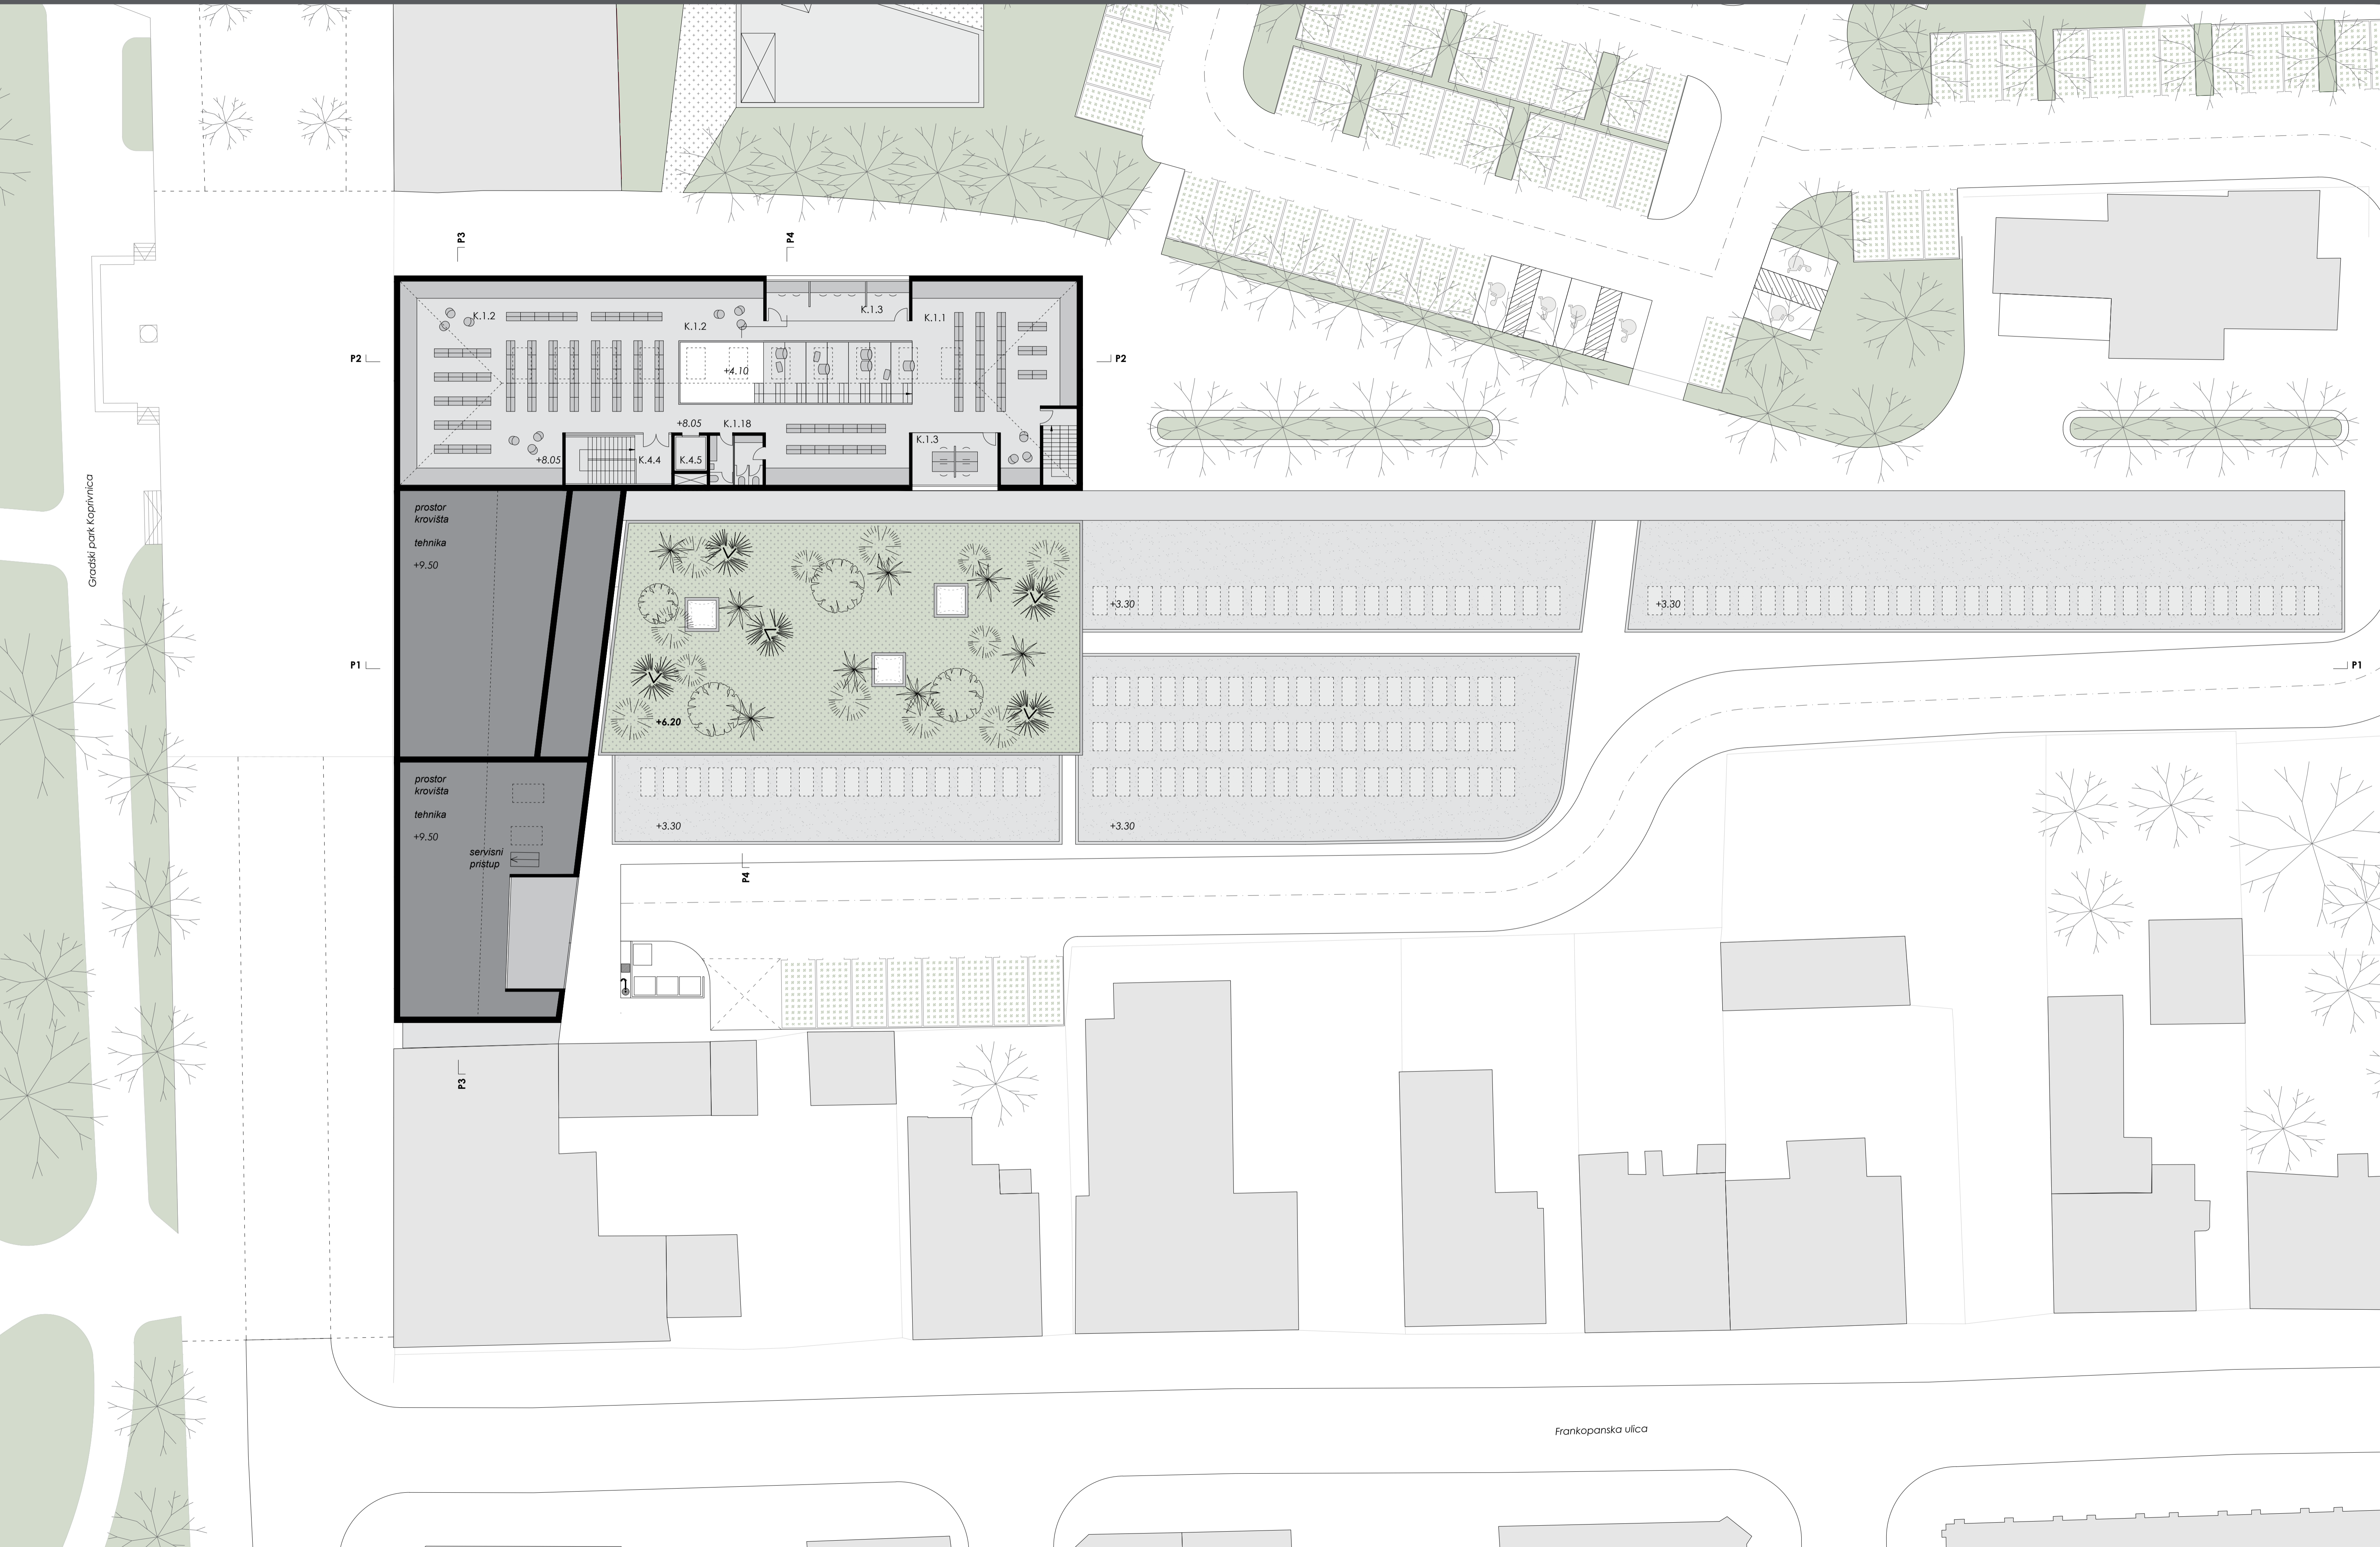 P3
P4
K.1.2
K.1.2
K.1.3
K.1.1
P2
P2
+4.10
+8.05
K.1.18
K.1.3
+8.05
K.4.4
K.4.5
Gradski park Koprivnica
prostor
krovišta
tehnika
+9.50
+3.30
+3.30
P1
P1
+6.20
prostor
krovišta
tehnika
+9.50
servisni
pristup
+3.30
+3.30
P4
P3
Frankopanska ulica